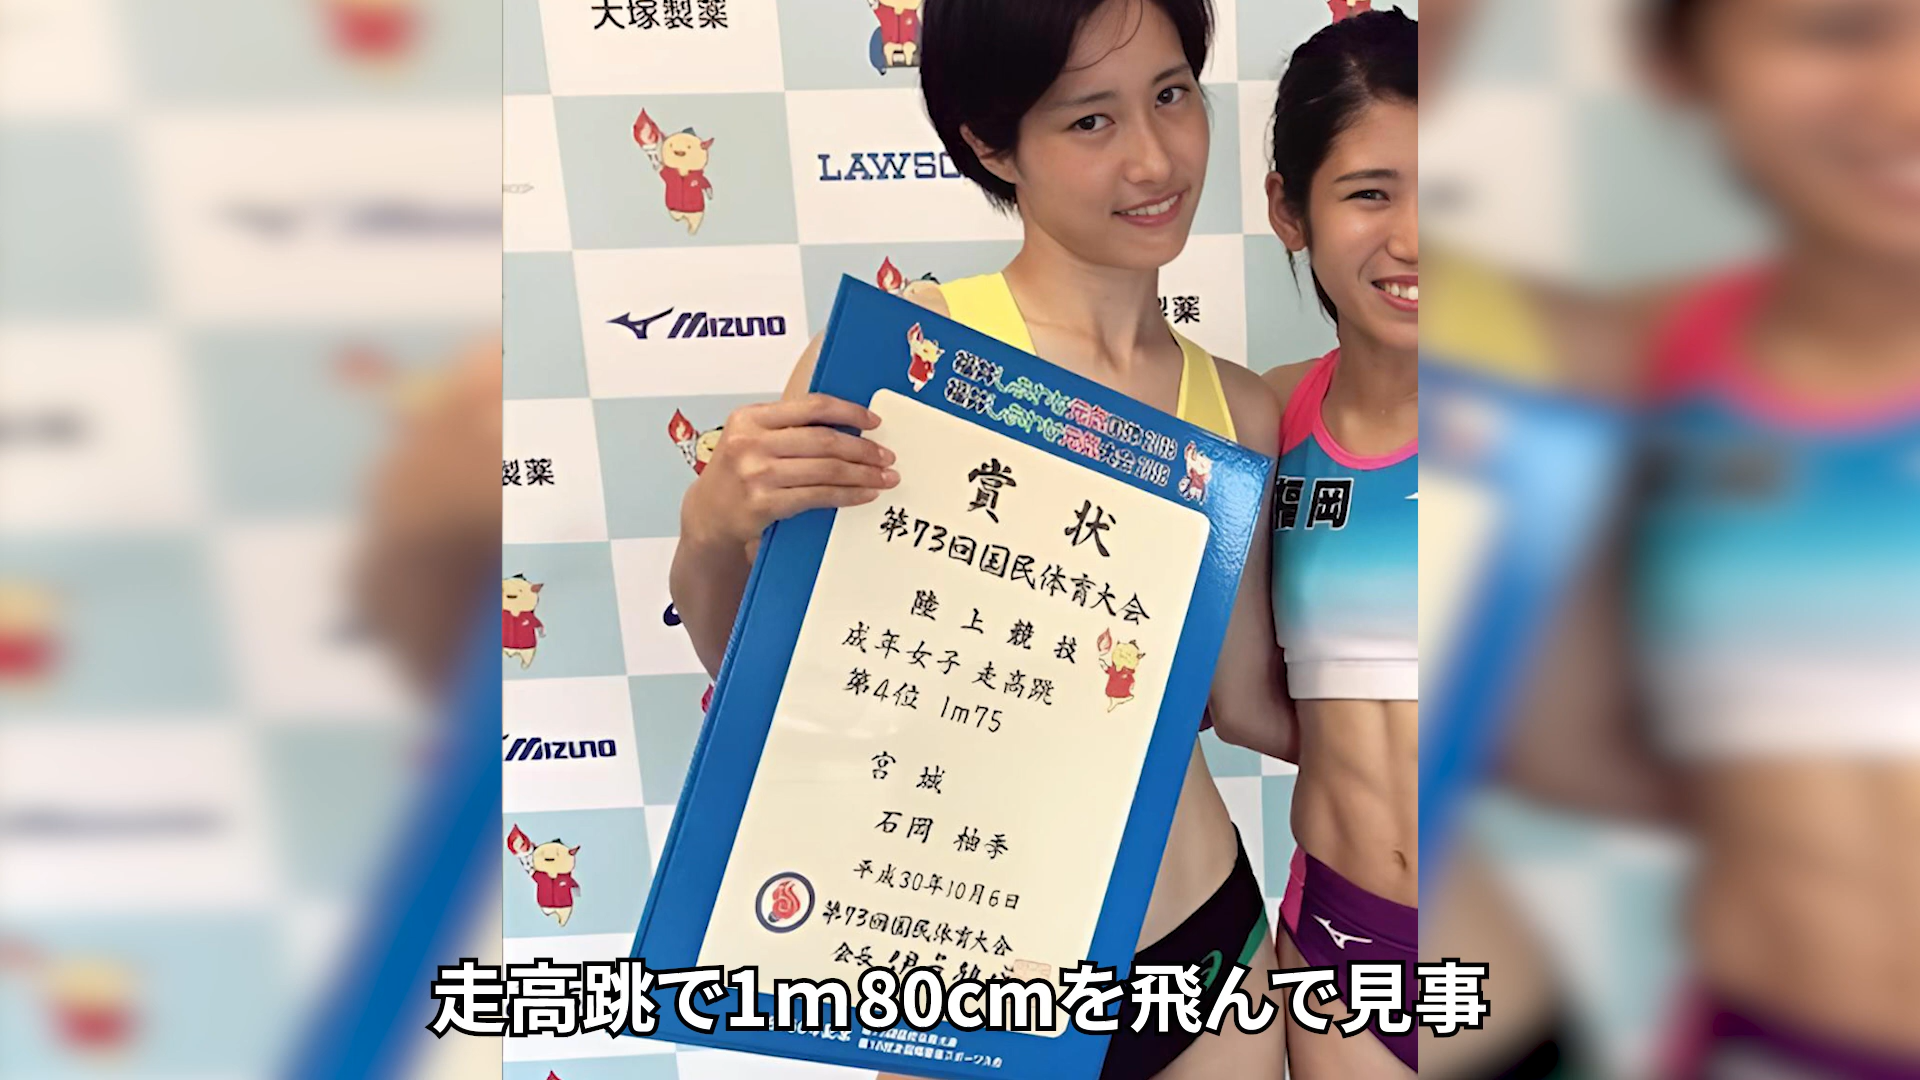 大塚製薬
LAWSO
MIZUNO
製薬
製薬
MIZUNO
福岡
賞状
第73回国民体育大会
陸上競技
成年女子 走高跳
第4位 1m75
宮城
石岡 柚季
平成30年10月6日
第73回国民体育大会
会長
走高跳で1m80cmを飛んで見事